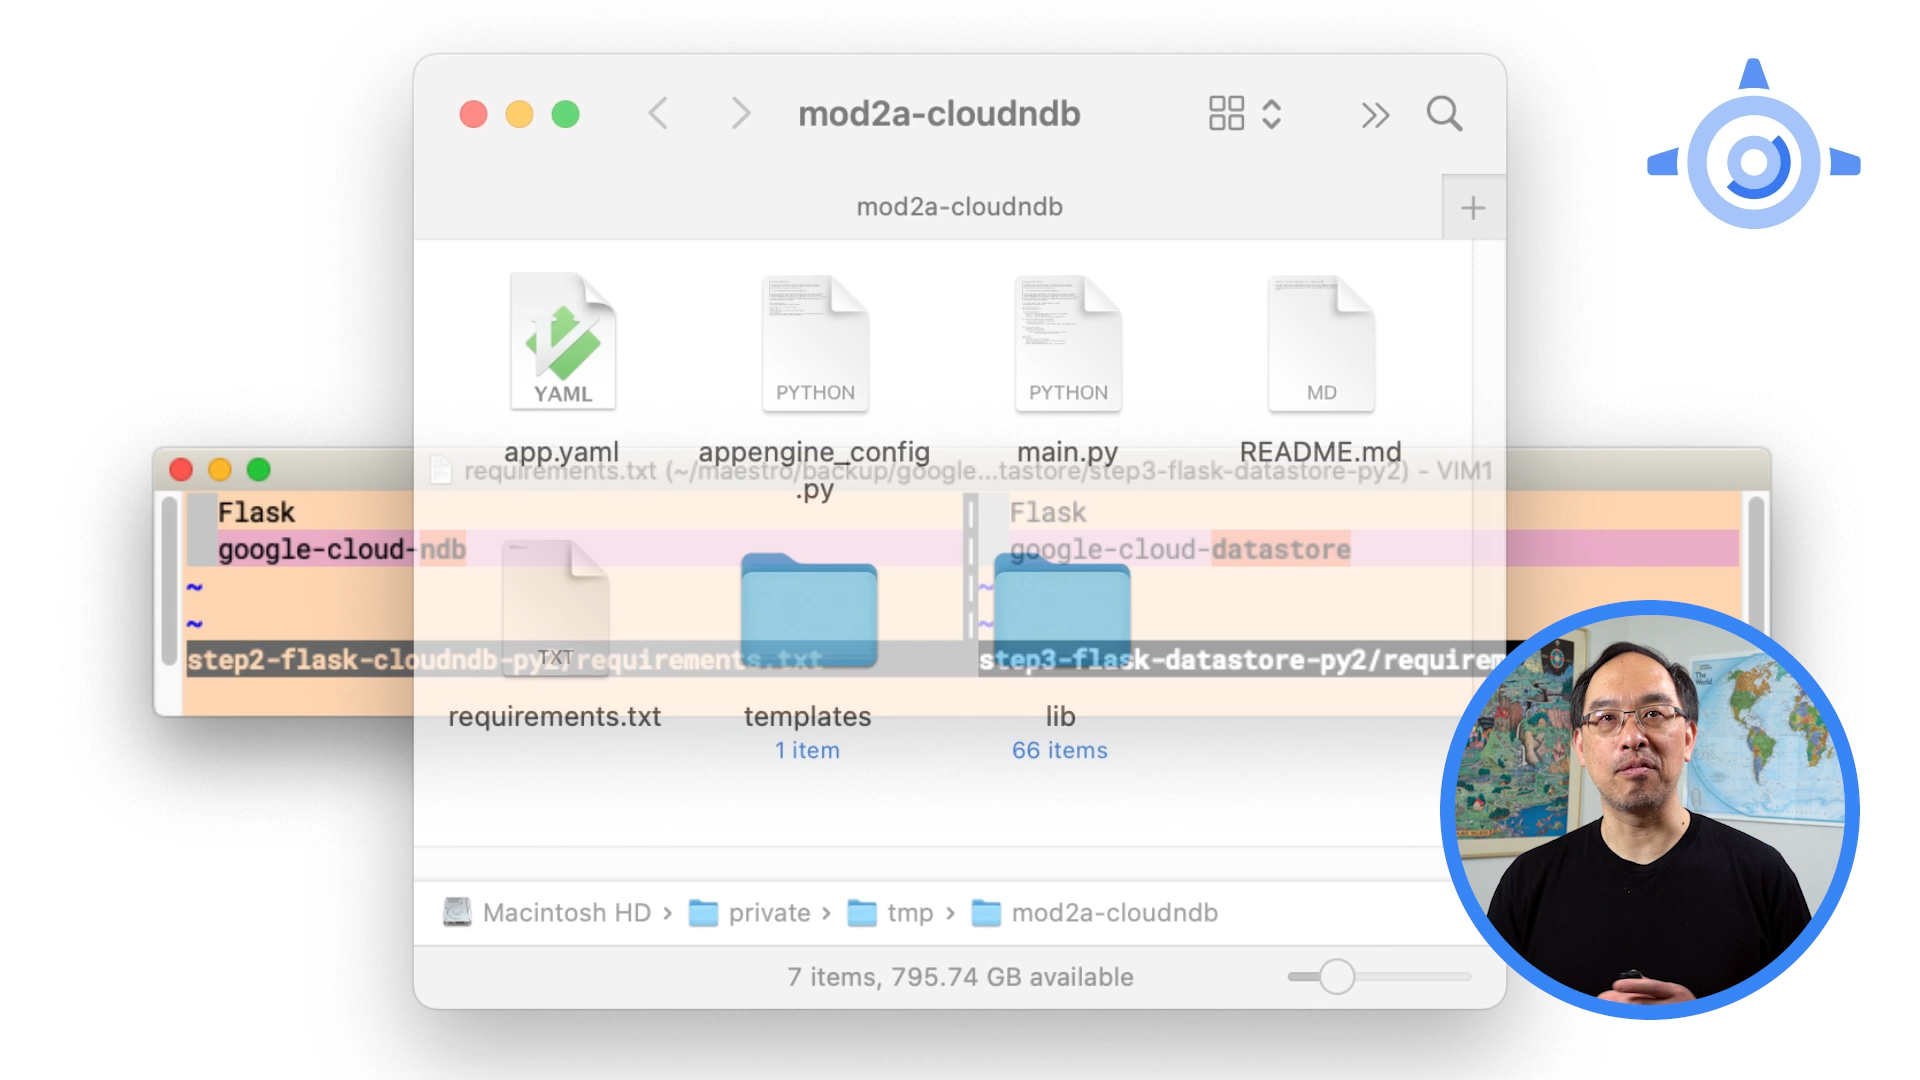 mod2a-cloudndb
mod2a-cloudndb
YAML
PYTHON
PYTHON
MD
app.yaml
appengine_config
.py
main.py
README.md
requirements.txt (~/maestro/backup/google...tastore/step3-flask-datastore-py2) - VIM1
Flask
google-cloud-ndb
~
~
step2-flask-cloudndb-py2/requirements.txt
Flask
google-cloud-datastore
~
~
step3-flask-datastore-py2/requirem
TXT
requirements.txt
templates
1 item
lib
66 items
Macintosh HD › private › tmp › mod2a-cloudndb
7 items, 795.74 GB available
The
World